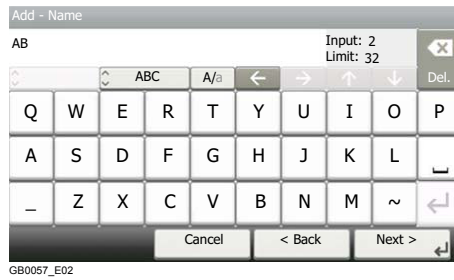 Add - Name
AB
Input: 2
Limit: 32
ABC A/a ← → ↑ ↓ Del.
Q W E R T Y U I O P
A S D F G H J K L
_ Z X C V B N M ~
Cancel < Back Next >
GB0057_E02